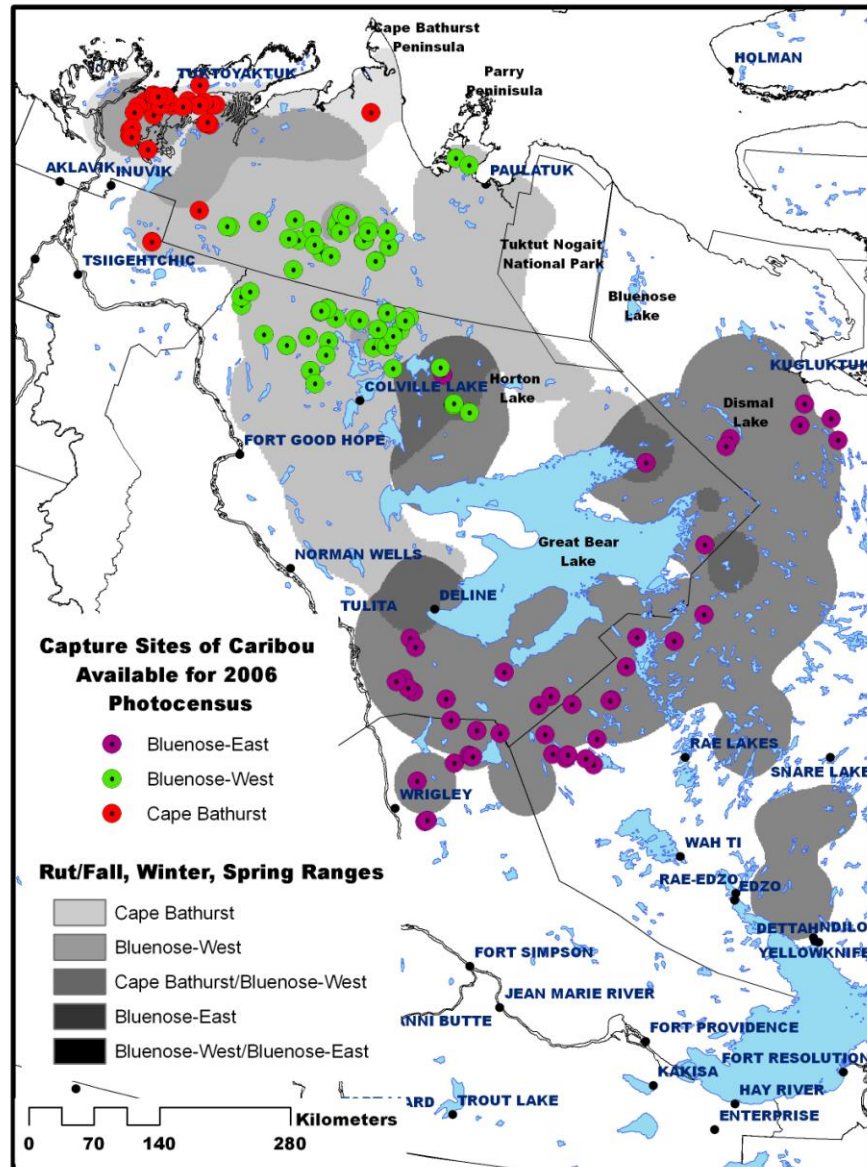 Cape Bathurst
Peninsula
HOLMAN
TUKTOYAKTUK
Parry
Peninisula
AKLAVIK
INUVIK
PAULATUK
TSIIGEHTCHIC
Tuktut Nogait
National Park
Bluenose
Lake
KUGLUKTUK
Horton
Lake
COLVILLE LAKE
Dismal
Lake
FORT GOOD HOPE
Great Bear
Lake
NORMAN WELLS
TULITA
DELINE
Capture Sites of Caribou
Available for 2006
Photocensus
Bluenose-East
Bluenose-West
Cape Bathurst
RAE LAKES
SNARE LAKE
WRIGLEY
WAH TI
RAE-EDZO
EDZO
Rut/Fall, Winter, Spring Ranges
Cape Bathurst
Bluenose-West
Cape Bathurst/Bluenose-West
Bluenose-East
Bluenose-West/Bluenose-East
DETTAH
NDILO
YELLOWKNIFE
FORT SIMPSON
JEAN MARIE RIVER
ANNI BUTTE
FORT PROVIDENCE
FORT RESOLUTION
KAKISA
HAY RIVER
ARD
TROUT LAKE
ENTERPRISE
Kilometers
0 70 140 280